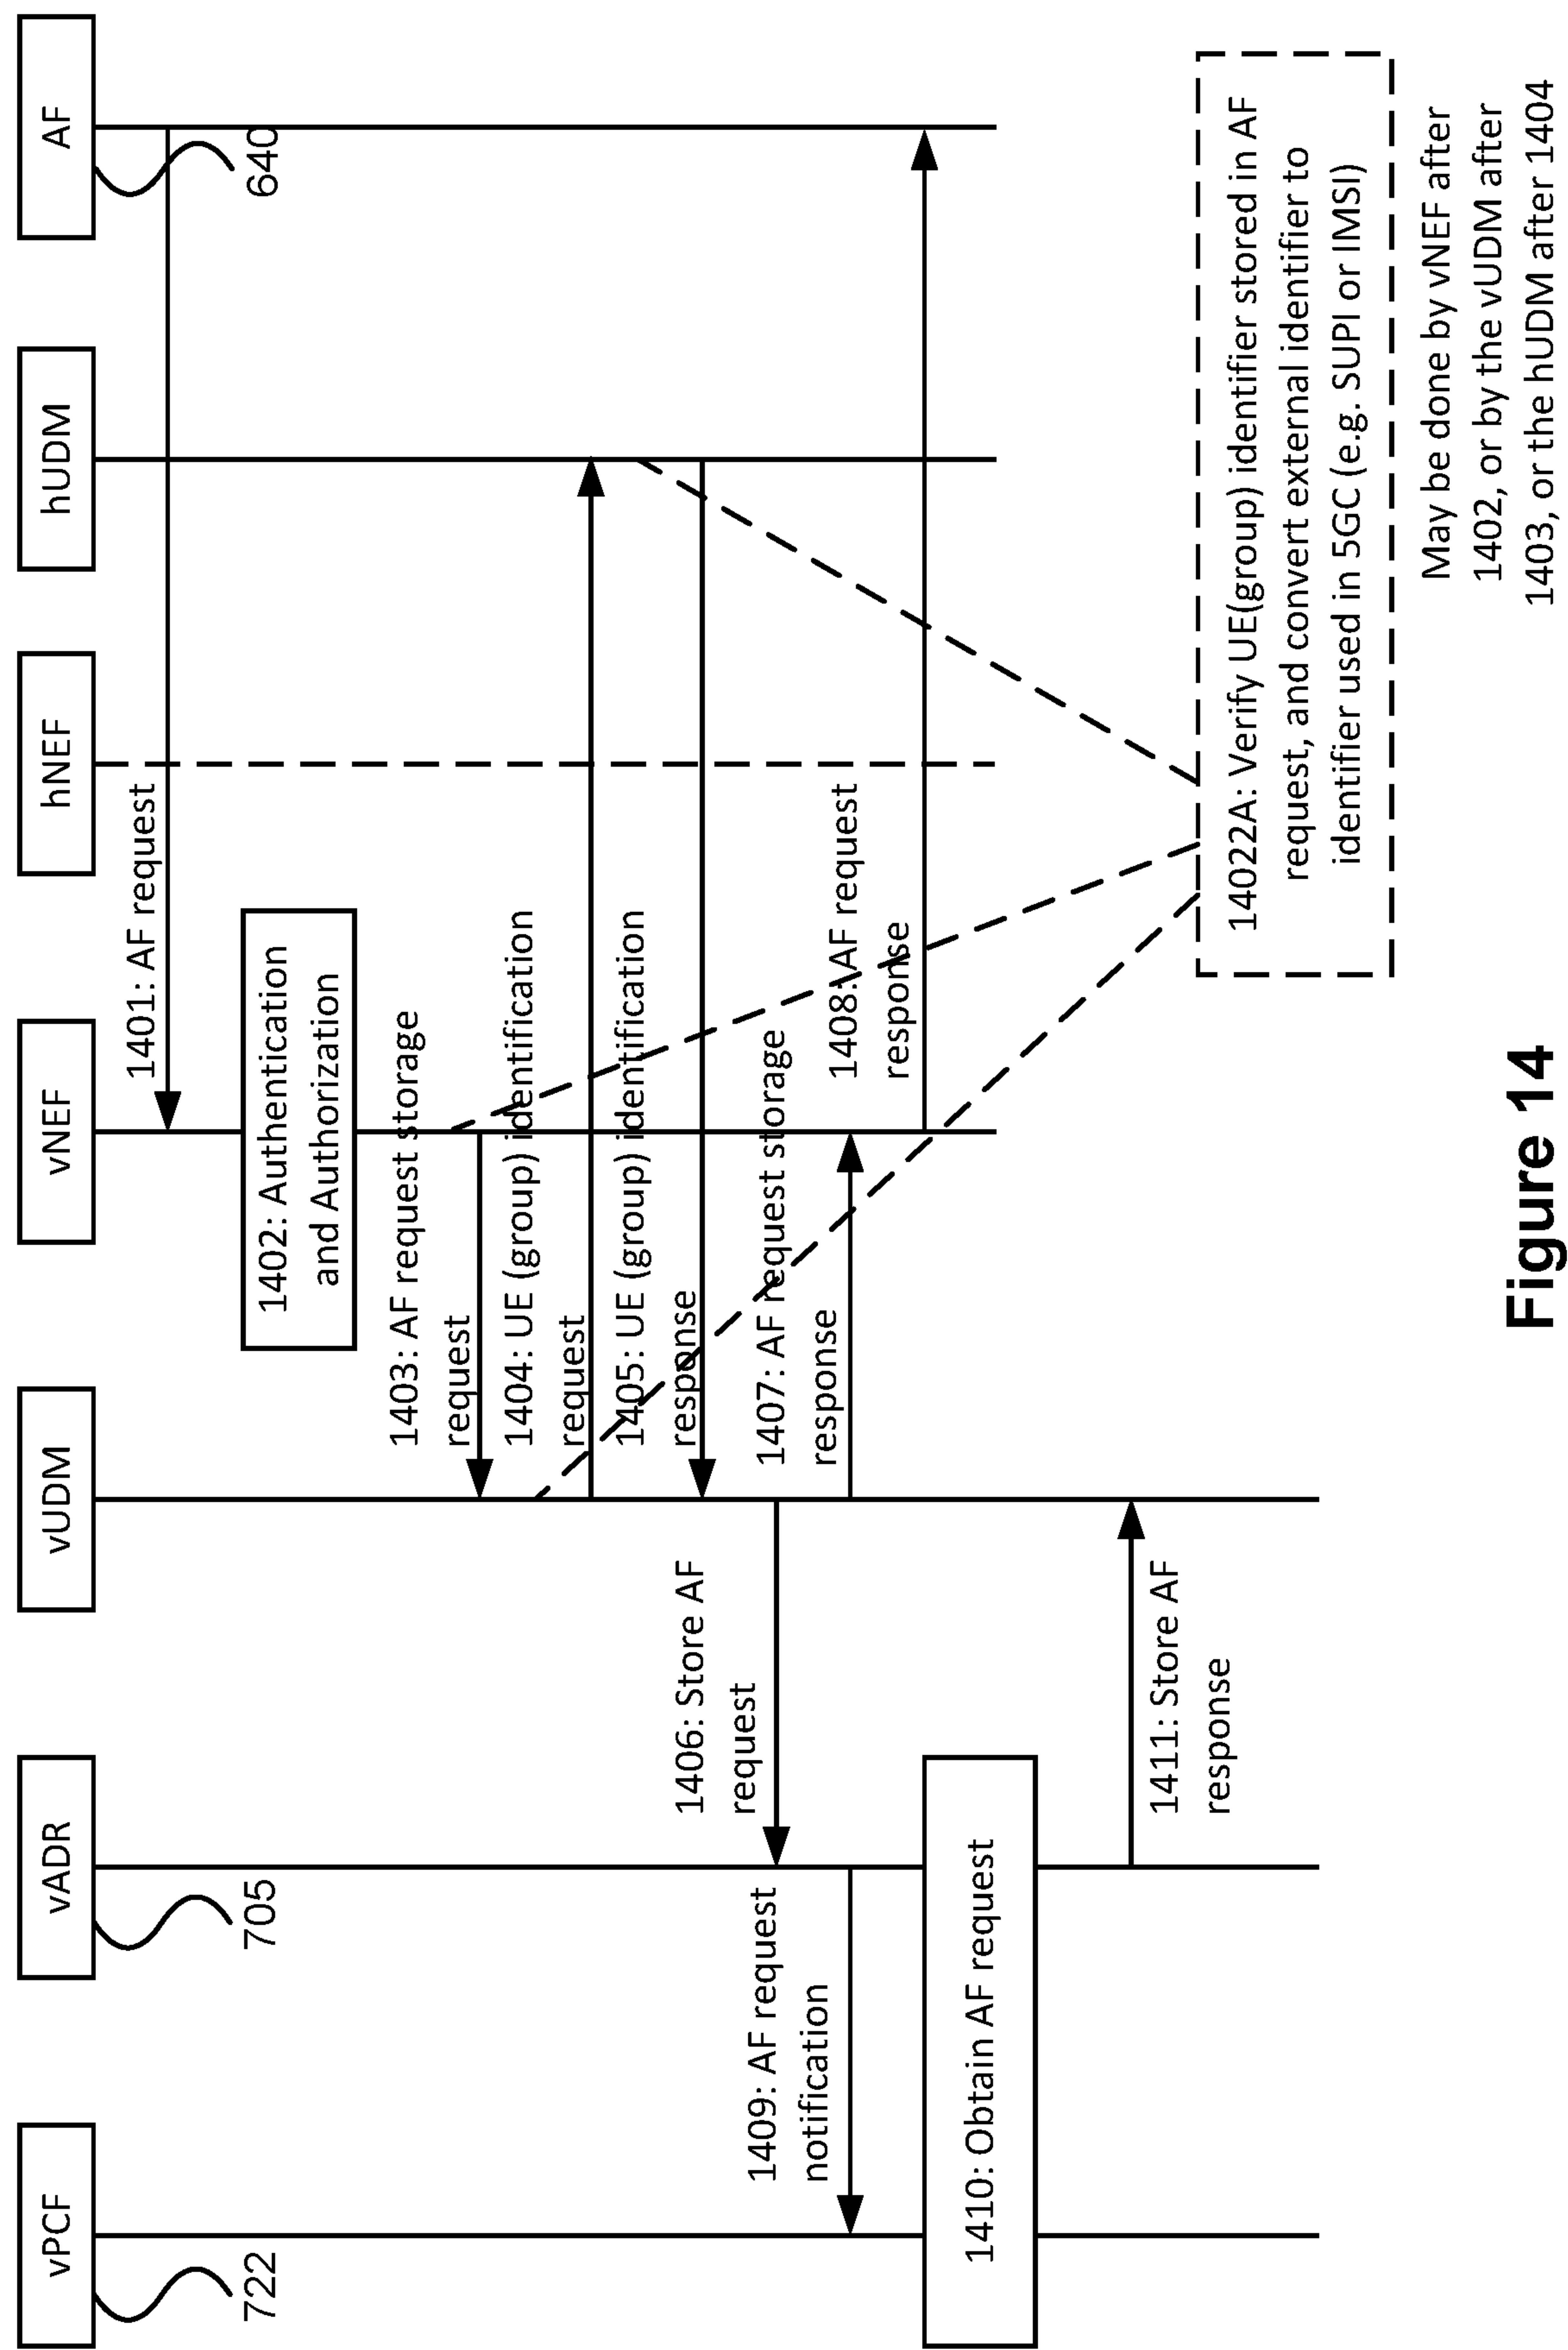 vPCF
vADR
vUDM
vNEF
hNEF
hUDM
AF
722
705
640
1401: AF request
1402: Authentication
and Authorization
1403: AF request storage
request
1404: UE (group) identification
request
1405: UE (group) identification
response
1406: Store AF
request
1407: AF request storage
response
1408: AF request
response
1409: AF request
notification
1410: Obtain AF request
1411: Store AF
response
14022A: Verify UE(group) identifier stored in AF
request, and convert external identifier to
identifier used in 5GC (e.g. SUPI or IMSI)
May be done by vNEF after
1402, or by the vUDM after
1403, or the hUDM after 1404
Figure 14